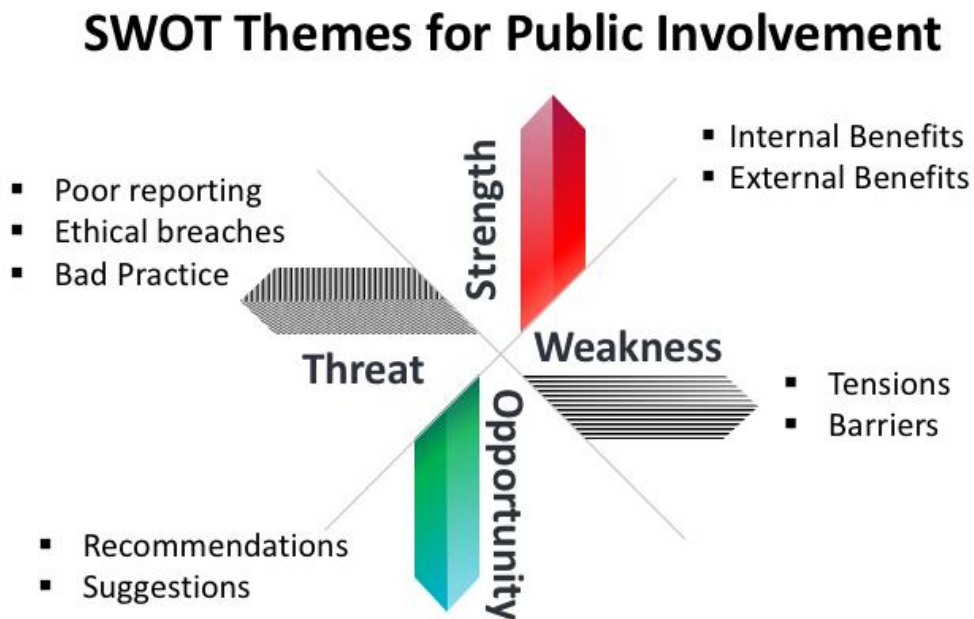 SWOT Themes for Public Involvement
Strength
▪ Internal Benefits
▪ External Benefits
▪ Poor reporting
▪ Ethical breaches
▪ Bad Practice
Threat
Weakness
▪ Tensions
▪ Barriers
Opportunity
▪ Recommendations
▪ Suggestions